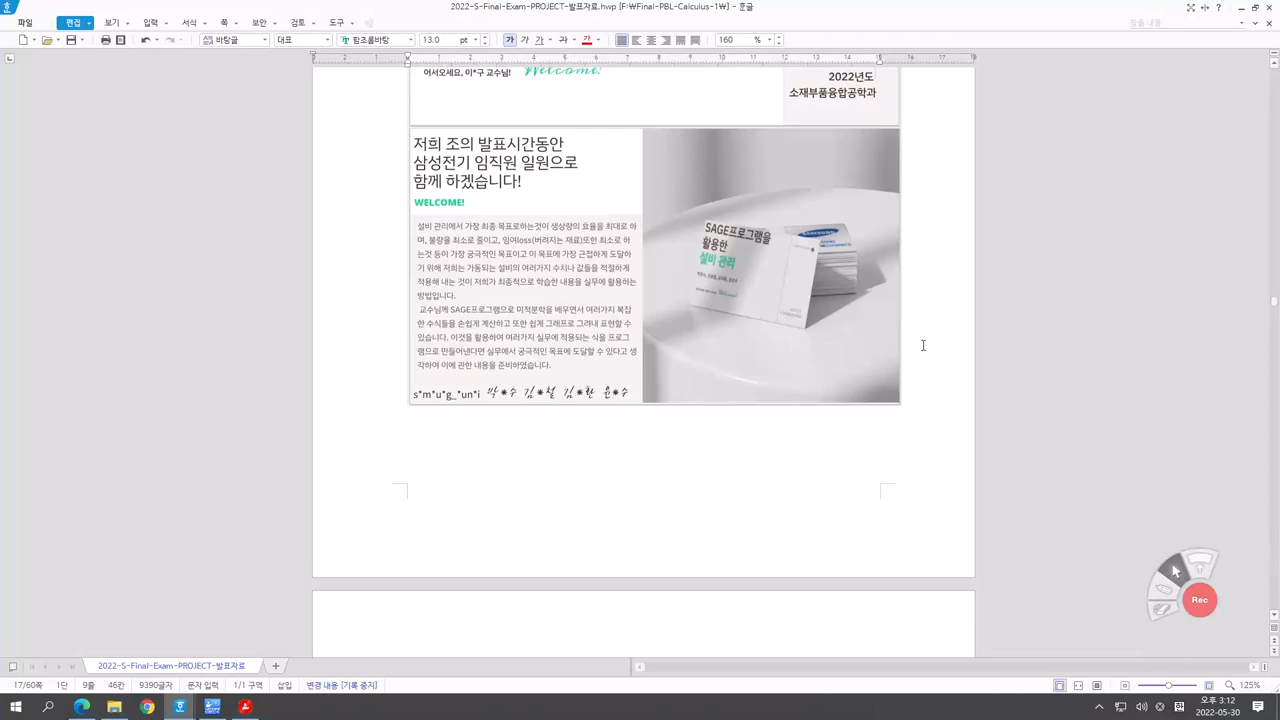 2022-S-Final-Exam-PROJECT-발표자료.hwp [F:₩Final-PBL-Calculus-1₩] - 훈글
파일 편집 보기 입력 서식 쪽 보안 검토 도구
바탕글 대표 함초롬바탕 13.0 pt 가 가 가 가 가 160 %
어서오세요, 이*구 교수님! Welcome!
2022년도
소재부품융합공학과
저희 조의 발표시간동안
삼성전기 임직원 일원으로
함께 하겠습니다!
WELCOME!
설비 관리에서 가장 최종 목표로하는것이 생상량의 효율을 최대로 하
며, 불량을 최소로 줄이고, 잉여loss(버려지는 재료)또한 최소로 하
는것 등이 가장 궁극적인 목표이고 이 목표에 가장 근접하게 도달하
기 위해 저희는 가동되는 설비의 여러가지 수치나 값들을 적절하게
적용해 내는 것이 저희가 최종적으로 학습한 내용을 실무에 활용하는
방법입니다.
교수님께 SAGE프로그램으로 미적분학을 배우면서 여러가지 복잡
한 수식들을 손쉽게 계산하고 또한 쉽게 그래프로 그려내 표현할 수
있습니다. 이것을 활용하여 여러가지 실무에 적용되는 식을 프로그
램으로 만들어낸다면 실무에서 궁극적인 목표에 도달할 수 있다고 생
각하여 이에 관한 내용을 준비하였습니다.
s*m*u*g_*un*i 박*수 김*철 김*환 윤*수
SAGE프로그램을
활용한
설비 관리
SAMSUNG
Rec
2022-S-Final-Exam-PROJECT-발표자료
17/60쪽 1단 9줄 46칸 9390글자 문자 입력 1/1 구역 삽입 변경 내용 [기록 중지] 125%
오후 3:12
2022-05-30